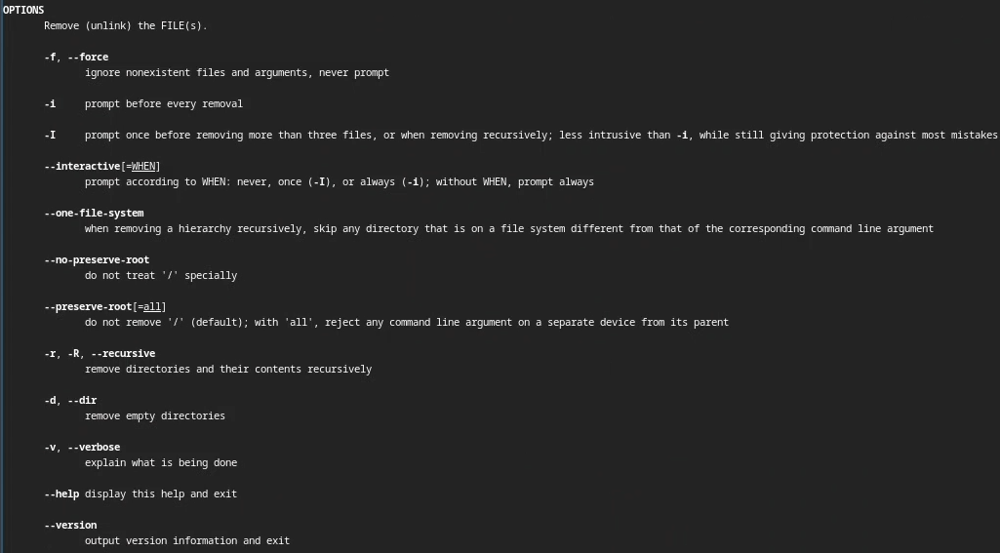 OPTIONS
Remove (unlink) the FILE(s).
-f, --force
ignore nonexistent files and arguments, never prompt
-i prompt before every removal
-I prompt once before removing more than three files, or when removing recursively; less intrusive than -i, while still giving protection against most mistakes
--interactive[=WHEN]
prompt according to WHEN: never, once (-I), or always (-i); without WHEN, prompt always
--one-file-system
when removing a hierarchy recursively, skip any directory that is on a file system different from that of the corresponding command line argument
--no-preserve-root
do not treat '/' specially
--preserve-root[=all]
do not remove '/' (default); with 'all', reject any command line argument on a separate device from its parent
-r, -R, --recursive
remove directories and their contents recursively
-d, --dir
remove empty directories
-v, --verbose
explain what is being done
--help display this help and exit
--version
output version information and exit